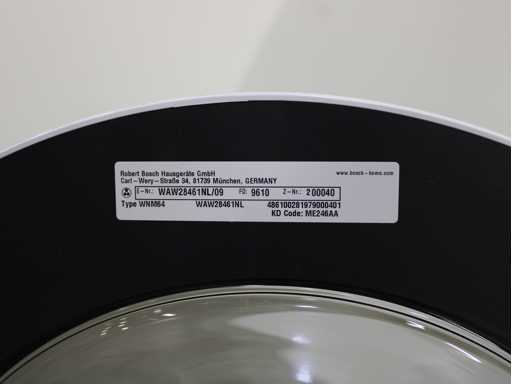 Robert Bosch Hausgeräte GmbH www.bosch-home.com
Carl-Wery-Straße 34, 81739 München, GERMANY
E-Nr.: WAW28461NL/09 FD: 9610 Z-Nr.: 200040
Type WNM64 WAW28461NL 486100281979000401
KD Code: ME246AA